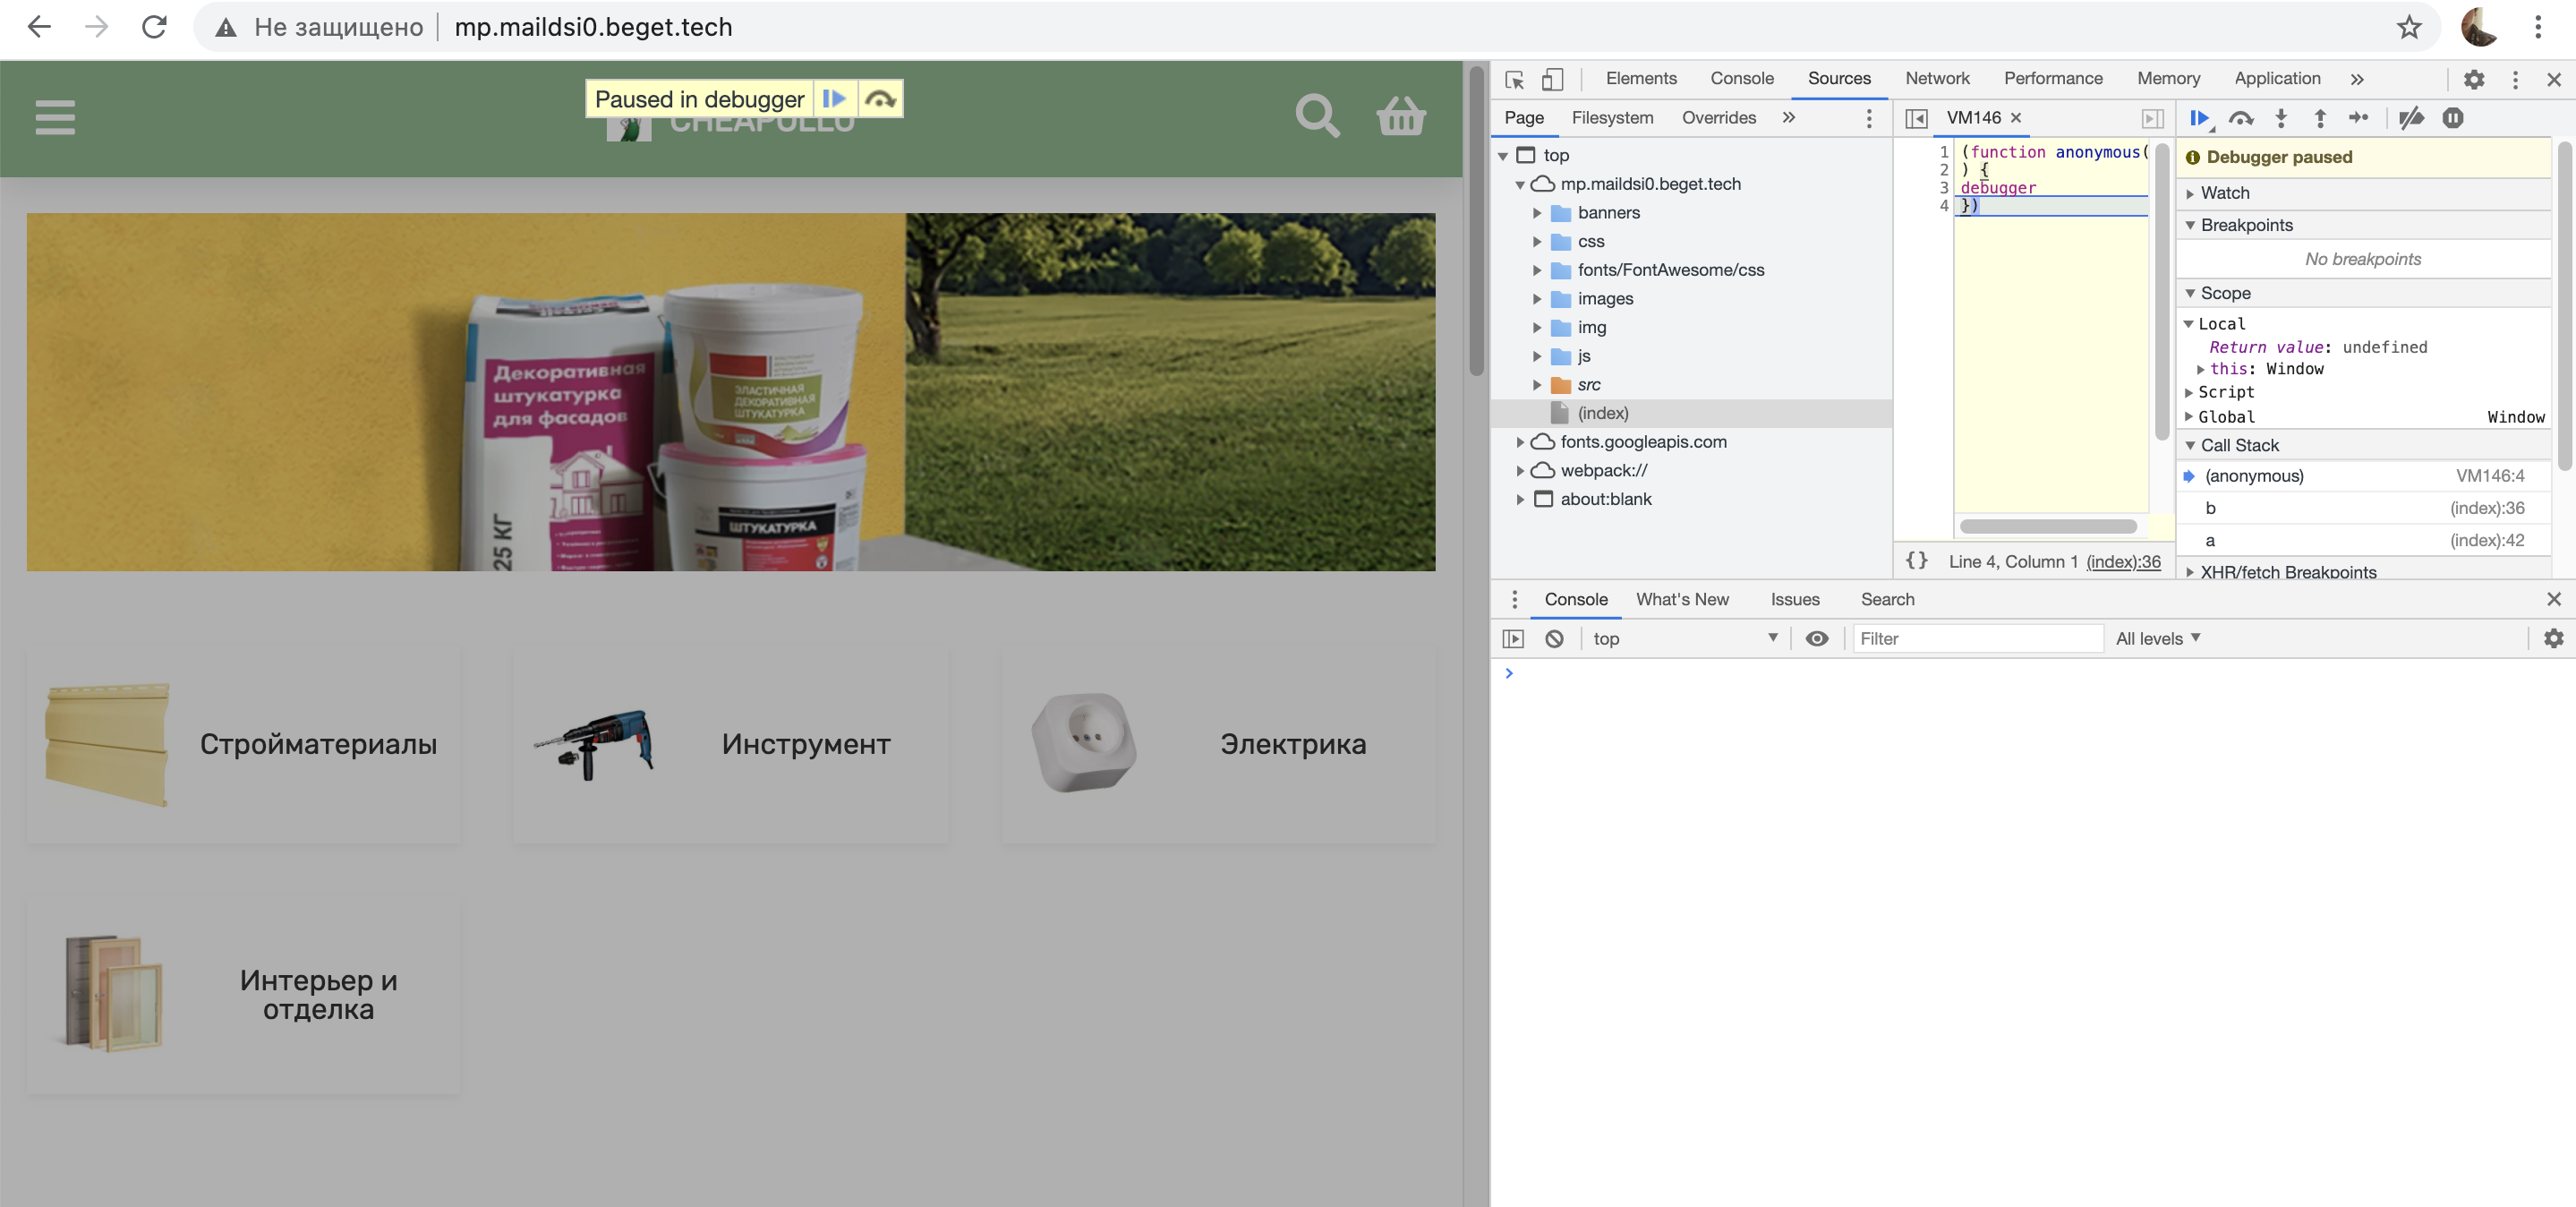 Не защищено
mp.maildsi0.beget.tech
Paused in debugger
CHEAPOLLO
Декоративная
штукатурка
для фасадов
25 КГ
ЭЛАСТИЧНАЯ
ДЕКОРАТИВНАЯ
ШТУКАТУРКА
ШТУКАТУРКА
Стройматериалы
Инструмент
Электрика
Интерьер и
отделка
Elements Console Sources Network Performance Memory Application
Page Filesystem Overrides
top
mp.maildsi0.beget.tech
banners
css
fonts/FontAwesome/css
images
img
js
src
(index)
fonts.googleapis.com
webpack://
about:blank
VM146
1 (function anonymous(
2 ) {
3 debugger
4 })
{} Line 4, Column 1 (index):36
Debugger paused
Watch
Breakpoints
No breakpoints
Scope
Local
Return value: undefined
this: Window
Script
Global Window
Call Stack
(anonymous) VM146:4
b (index):36
a (index):42
XHR/fetch Breakpoints
Console What's New Issues Search
top Filter All levels